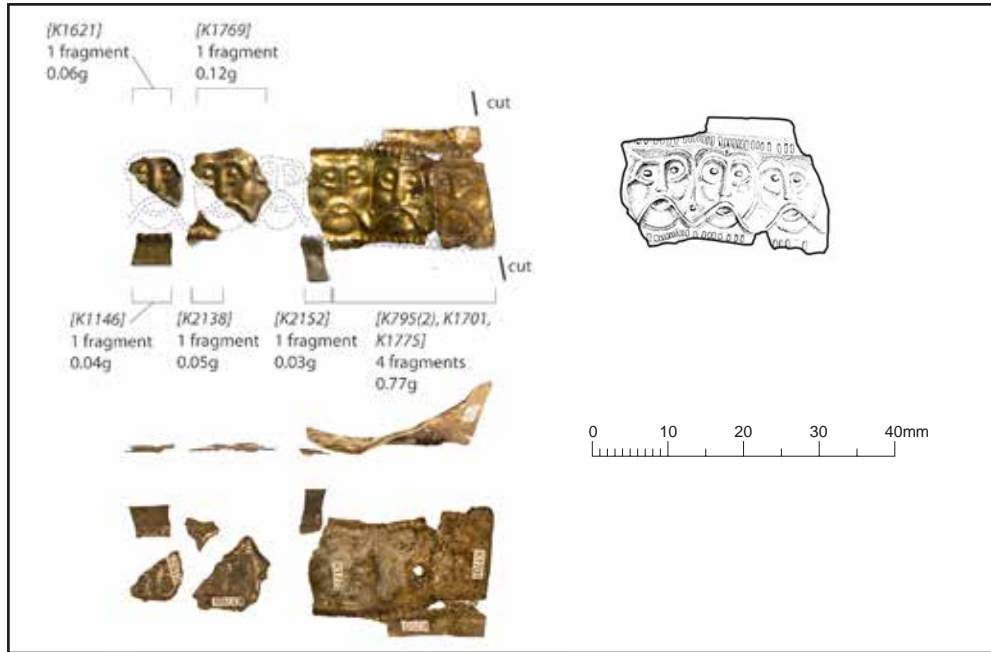 [K1621]
1 fragment
0.06g
[K1769]
1 fragment
0.12g
cut
cut
[K1146]
1 fragment
0.04g
[K2138]
1 fragment
0.05g
[K2152]
1 fragment
0.03g
[K795(2), K1701,
K1775]
4 fragments
0.77g
0 10 20 30 40mm